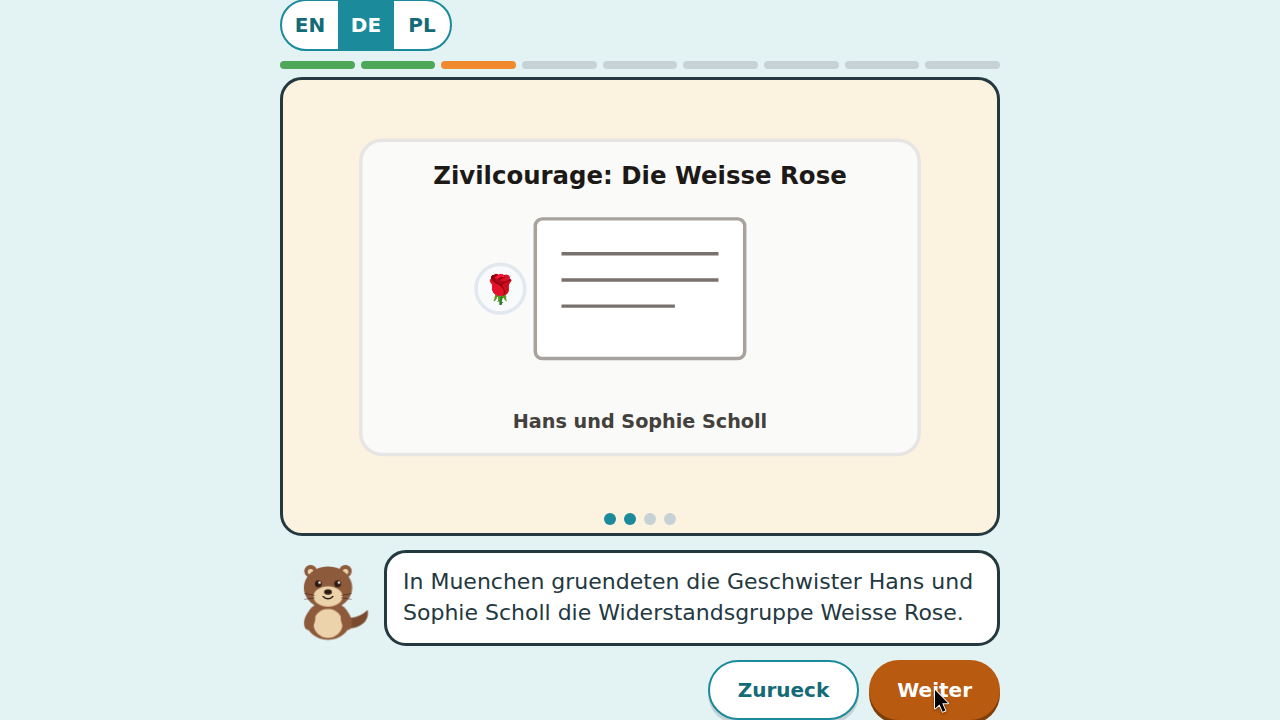 EN DE PL
Zivilcourage: Die Weisse Rose
Hans und Sophie Scholl
In Muenchen gruendeten die Geschwister Hans und
Sophie Scholl die Widerstandsgruppe Weisse Rose.
Zurueck Weiter